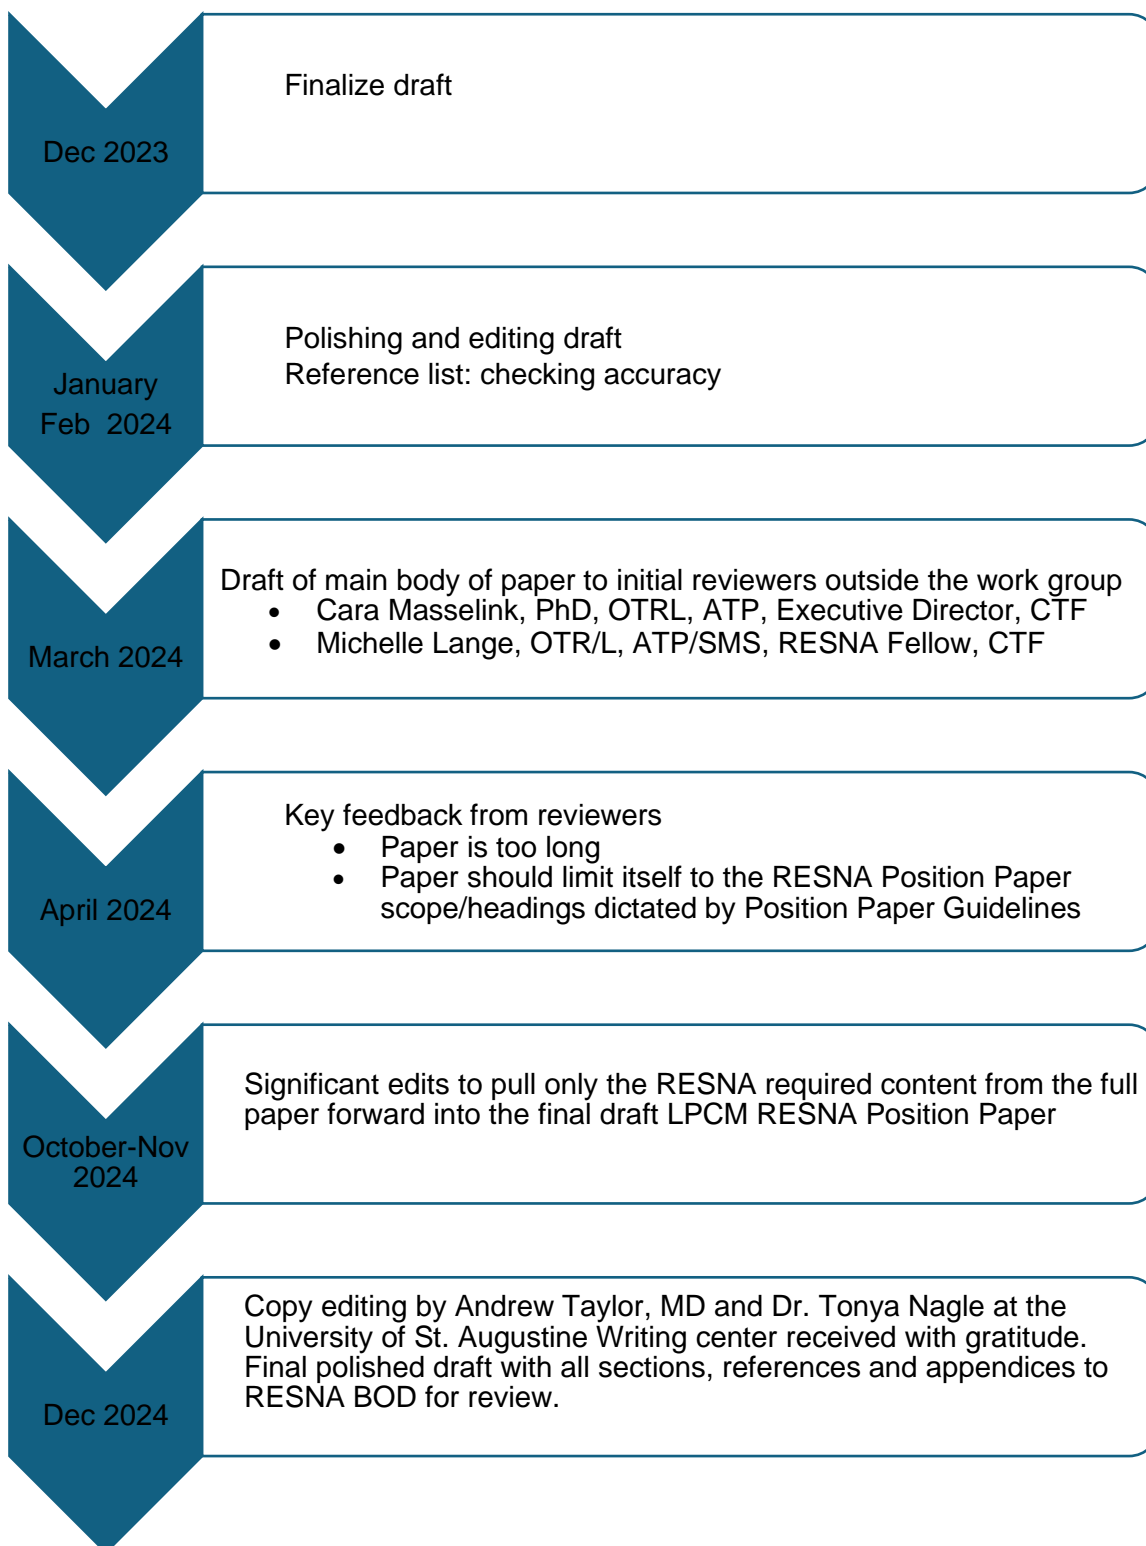 Dec 2023
Finalize draft
January
Feb  2024
Polishing and editing draft
Reference list: checking accuracy
March 2024
Draft of main body of paper to initial reviewers outside the work group
• Cara Masselink, PhD, OTRL, ATP, Executive Director, CTF
• Michelle Lange, OTR/L, ATP/SMS, RESNA Fellow, CTF
April 2024
Key feedback from reviewers
• Paper is too long
• Paper should limit itself to the RESNA Position Paper
scope/headings dictated by Position Paper Guidelines
October-Nov
2024
Significant edits to pull only the RESNA required content from the full
paper forward into the final draft LPCM RESNA Position Paper
Dec 2024
Copy editing by Andrew Taylor, MD and Dr. Tonya Nagle at the
University of St. Augustine Writing center received with gratitude.
Final polished draft with all sections, references and appendices to
RESNA BOD for review.